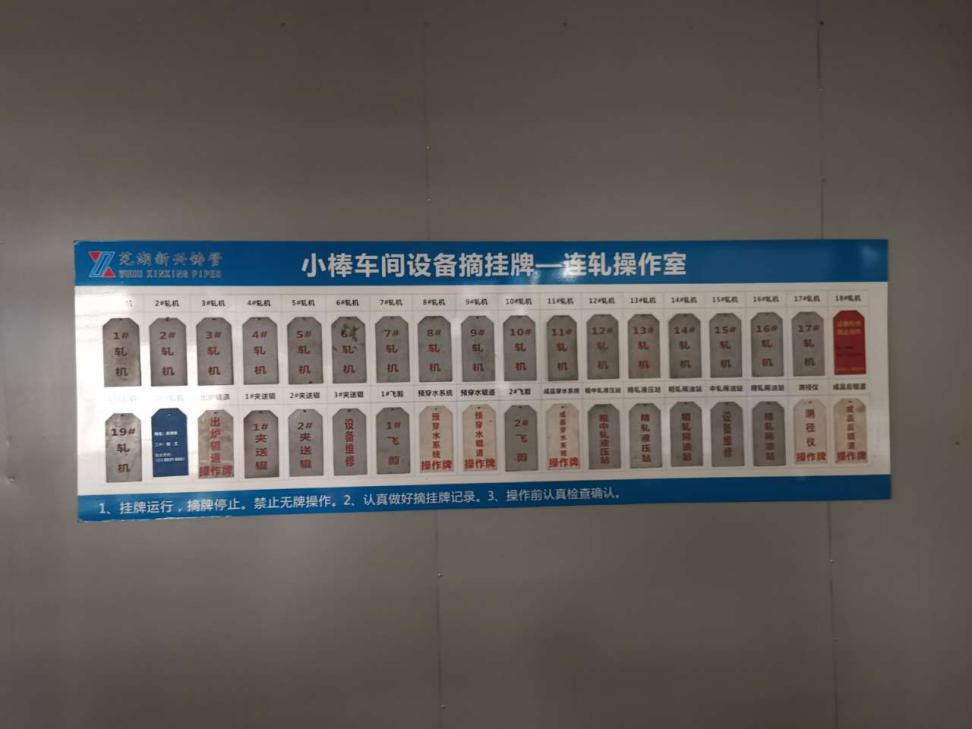 芜湖新兴铸管
WUHU XINXING PIPES
小棒车间设备摘挂牌—连轧操作室
机 2#轧机 3#轧机 4#轧机 5#轧机 6#轧机 7#轧机 8#轧机 9#轧机 10#轧机 11#轧机 12#轧机 13#轧机 14#轧机 15#轧机 16#轧机 17#轧机 18#轧机
1#轧机 2#轧机 3#轧机 4#轧机 5#轧机 6#轧机 7#轧机 8#轧机 9#轧机 10#轧机 11#轧机 12#轧机 13#轧机 14#轧机 15#轧机 16#轧机 17#轧机
出炉辊道 1#夹送辊 2#夹送辊 3#夹送辊 1#飞剪 预穿水系统 预穿水辊道 2#飞剪 成品穿水系统 粗中轧液压站 精轧液压站 粗轧稀油站 中轧稀油站 精轧稀油站 测径仪 成品后辊道
19#轧机 出炉辊道操作牌 1#夹送辊 2#夹送辊 设备维修 1#飞剪 预穿水系统操作牌 预穿水辊道操作牌 2#飞剪 成品穿水系统操作牌 粗中轧液压站 精轧液压站 粗轧稀油站 设备维修 精轧稀油站 测径仪操作牌 成品后辊道操作牌
1、挂牌运行，摘牌停止。禁止无牌操作。2、认真做好摘挂牌记录。3、操作前认真检查确认。